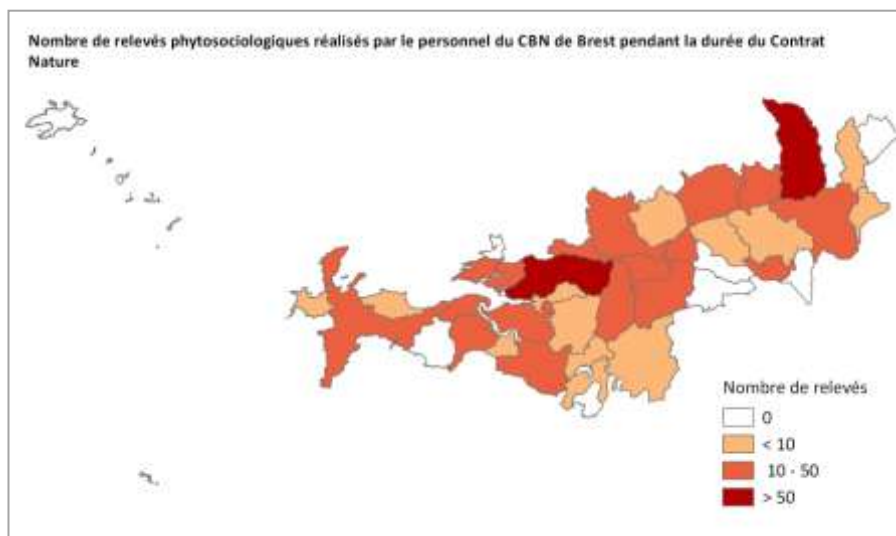 Nombre de relevés phytosociologiques réalisés par le personnel du CBN de Brest pendant la durée du Contrat
Nature
Nombre de relevés
0
< 10
10 - 50
> 50